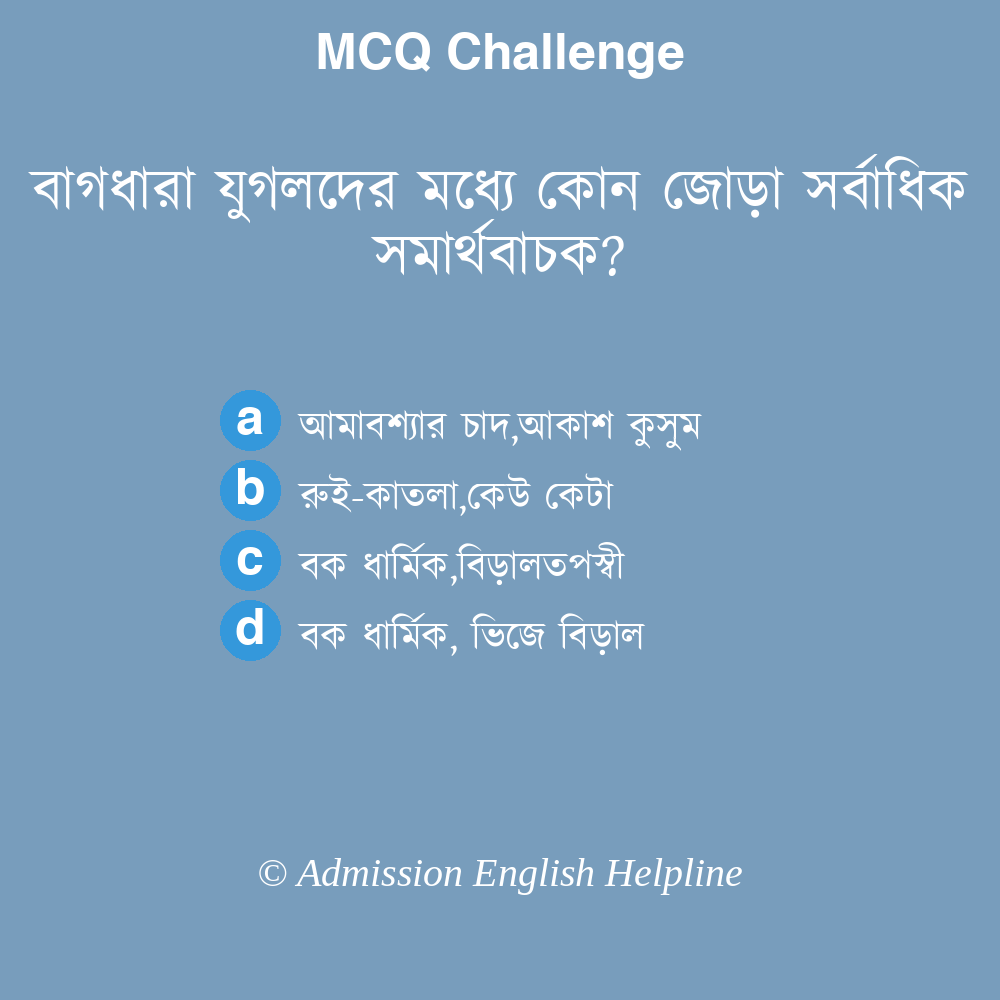 MCQ Challenge
বাগধারা যুগলদের মধ্যে কোন জোড়া সর্বাধিক
সমার্থবাচক?
a আমাবশ্যার চাদ,আকাশ কুসুম
b রুই-কাতলা,কেউ কেটা
c বক ধার্মিক,বিড়ালতপস্বী
d বক ধার্মিক, ভিজে বিড়াল
© Admission English Helpline